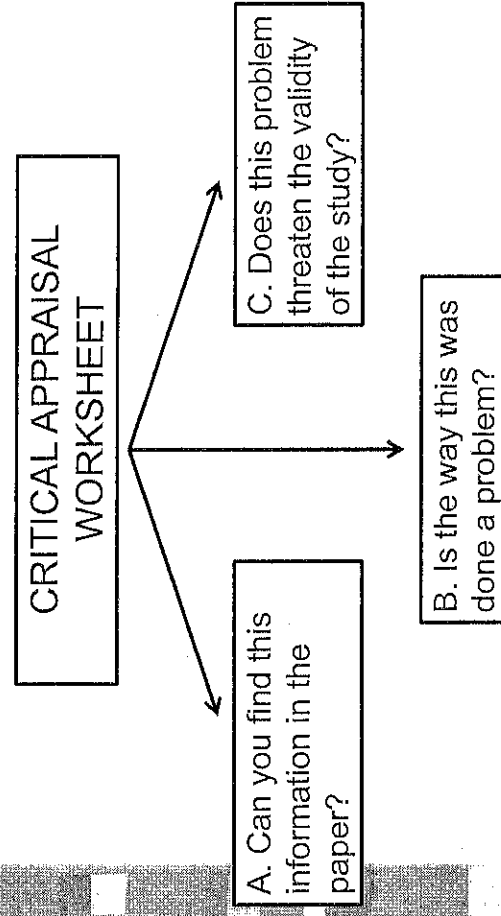 CRITICAL APPRAISAL
WORKSHEET
A. Can you find this
information in the
paper?
B. Is the way this was
done a problem?
C. Does this problem
threaten the validity
of the study?